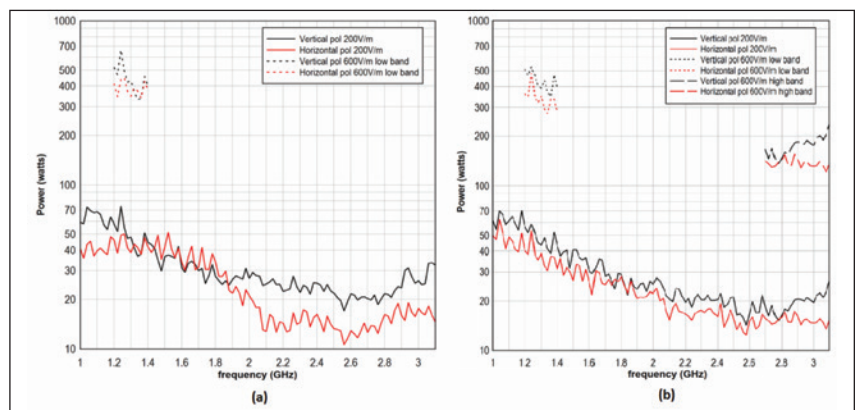 1000
700
500
400
300
200
100
70
50
40
30
20
10
Power (watts)
Vertical pol 200V/m
Horizontal pol 200V/m
Vertical pol 600V/m low band
Horizontal pol 600V/m low band
1 1.2 1.4 1.6 1.8 2 2.2 2.4 2.6 2.8 3
frequency (GHz)
(a)
1000
700
500
400
300
200
100
70
50
40
30
20
10
Power (watts)
Vertical pol 200V/m
Horizontal pol 200V/m
Vertical pol 600V/m low band
Horizontal pol 600V/m low band
Vertical pol 600V/m high band
Horizontal pol 600V/m high band
1 1.2 1.4 1.6 1.8 2 2.2 2.4 2.6 2.8 3
frequency (GHz)
(b)